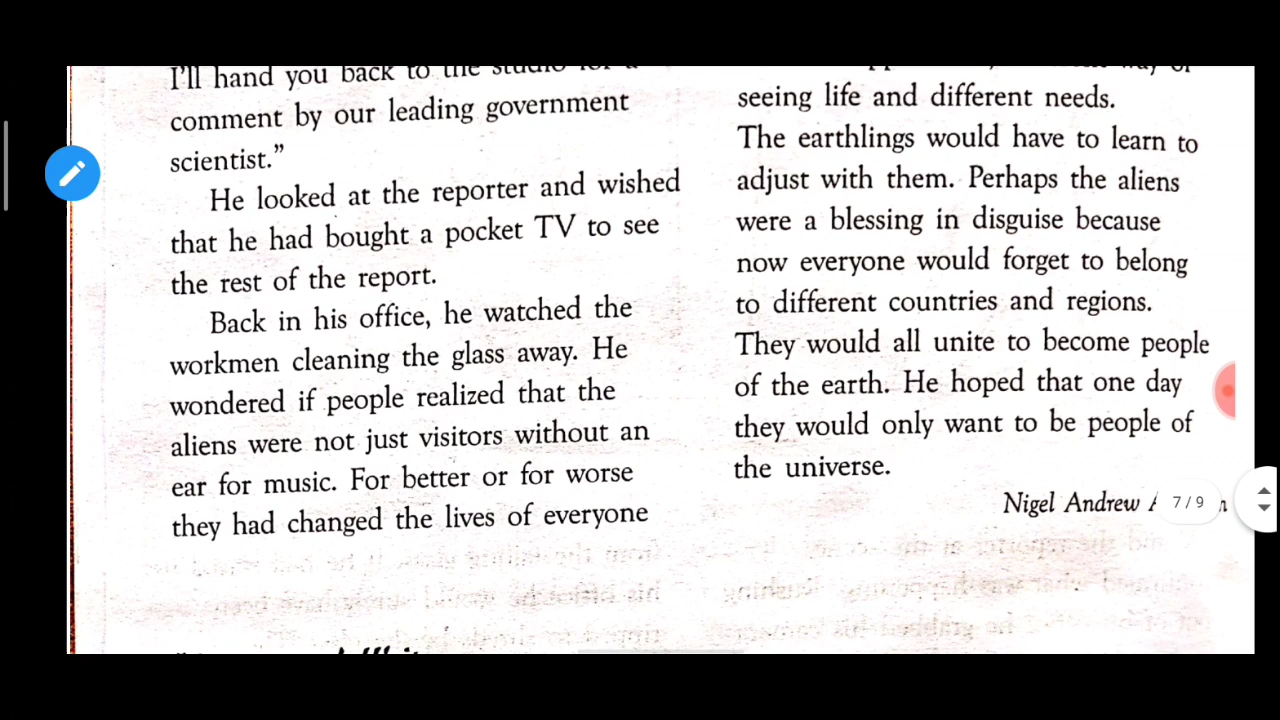 I'll hand you back to the studio for a
comment by our leading government
scientist.”
He looked at the reporter and wished
that he had bought a pocket TV to see
the rest of the report.
Back in his office, he watched the
workmen cleaning the glass away. He
wondered if people realized that the
aliens were not just visitors without an
ear for music. For better or for worse
they had changed the lives of everyone
way of
seeing life and different needs.
The earthlings would have to learn to
adjust with them. Perhaps the aliens
were a blessing in disguise because
now everyone would forget to belong
to different countries and regions.
They would all unite to become people
of the earth. He hoped that one day
they would only want to be people of
the universe.
Nigel Andrew
7 / 9